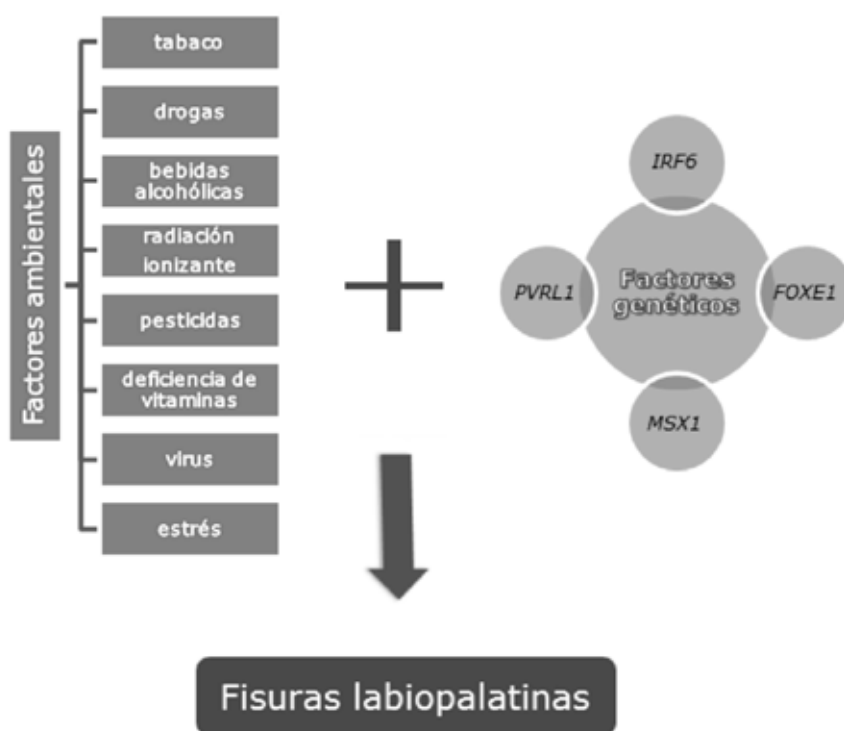 Factores ambientales
tabaco
drogas
bebidas
alcohólicas
radiación
ionizante
pesticidas
deficiencia de
vitaminas
virus
estrés
IRF6
PVRL1
Factores
genéticos
FOXE1
MSX1
Fisuras labiopalatinas